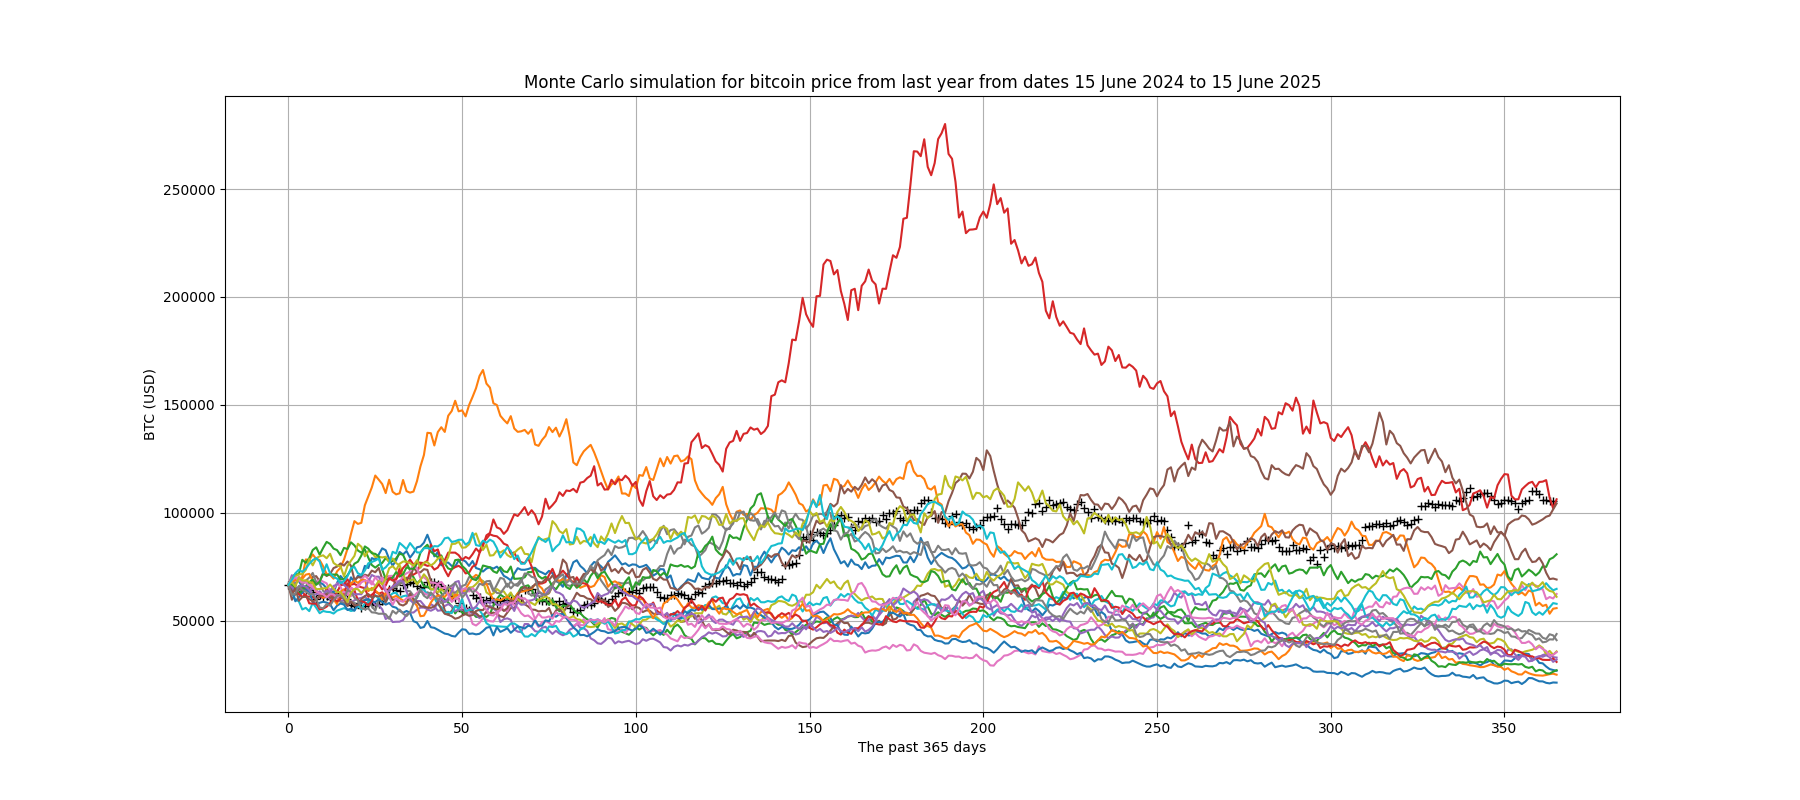 Monte Carlo simulation for bitcoin price from last year from dates 15 June 2024 to 15 June 2025
250000
200000
150000
100000
50000
BTC (USD)
0 50 100 150 200 250 300 350
The past 365 days